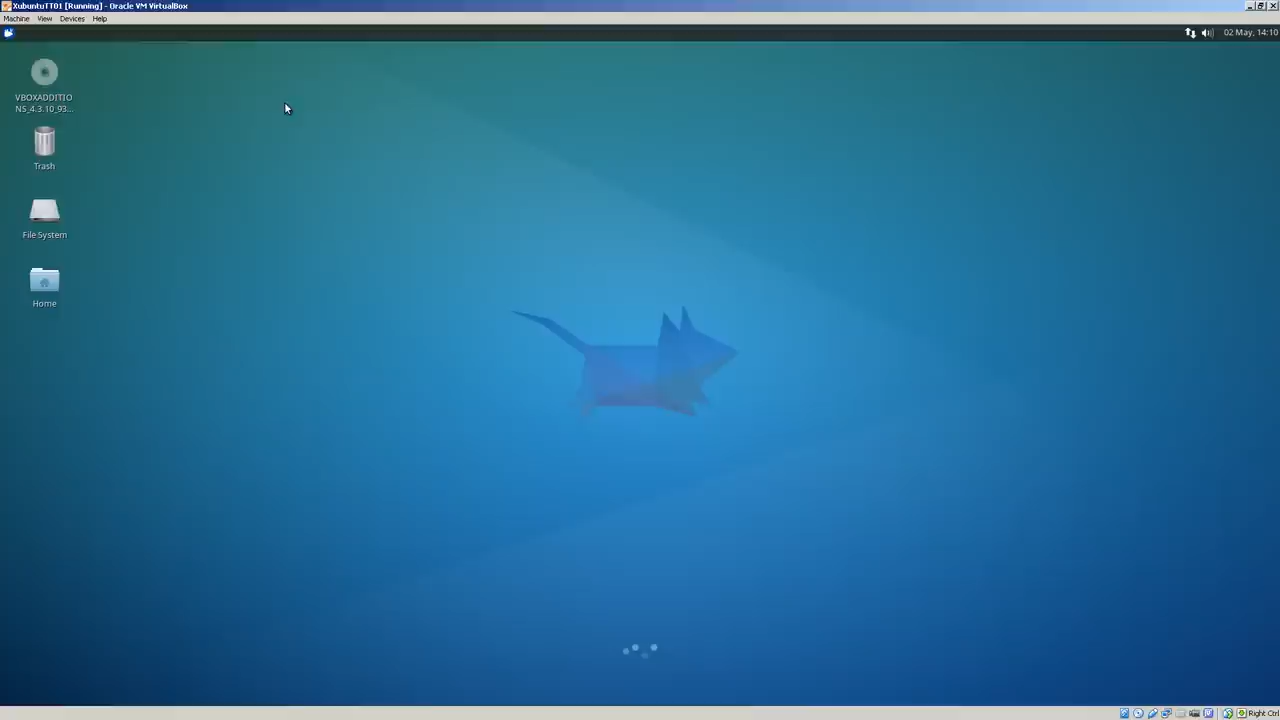 XubuntuTT01 [Running] - Oracle VM VirtualBox
Machine View Devices Help
02 May, 14:10
VBOXADDITIO
NS_4.3.10_93...
Trash
File System
Home
Right Ctrl